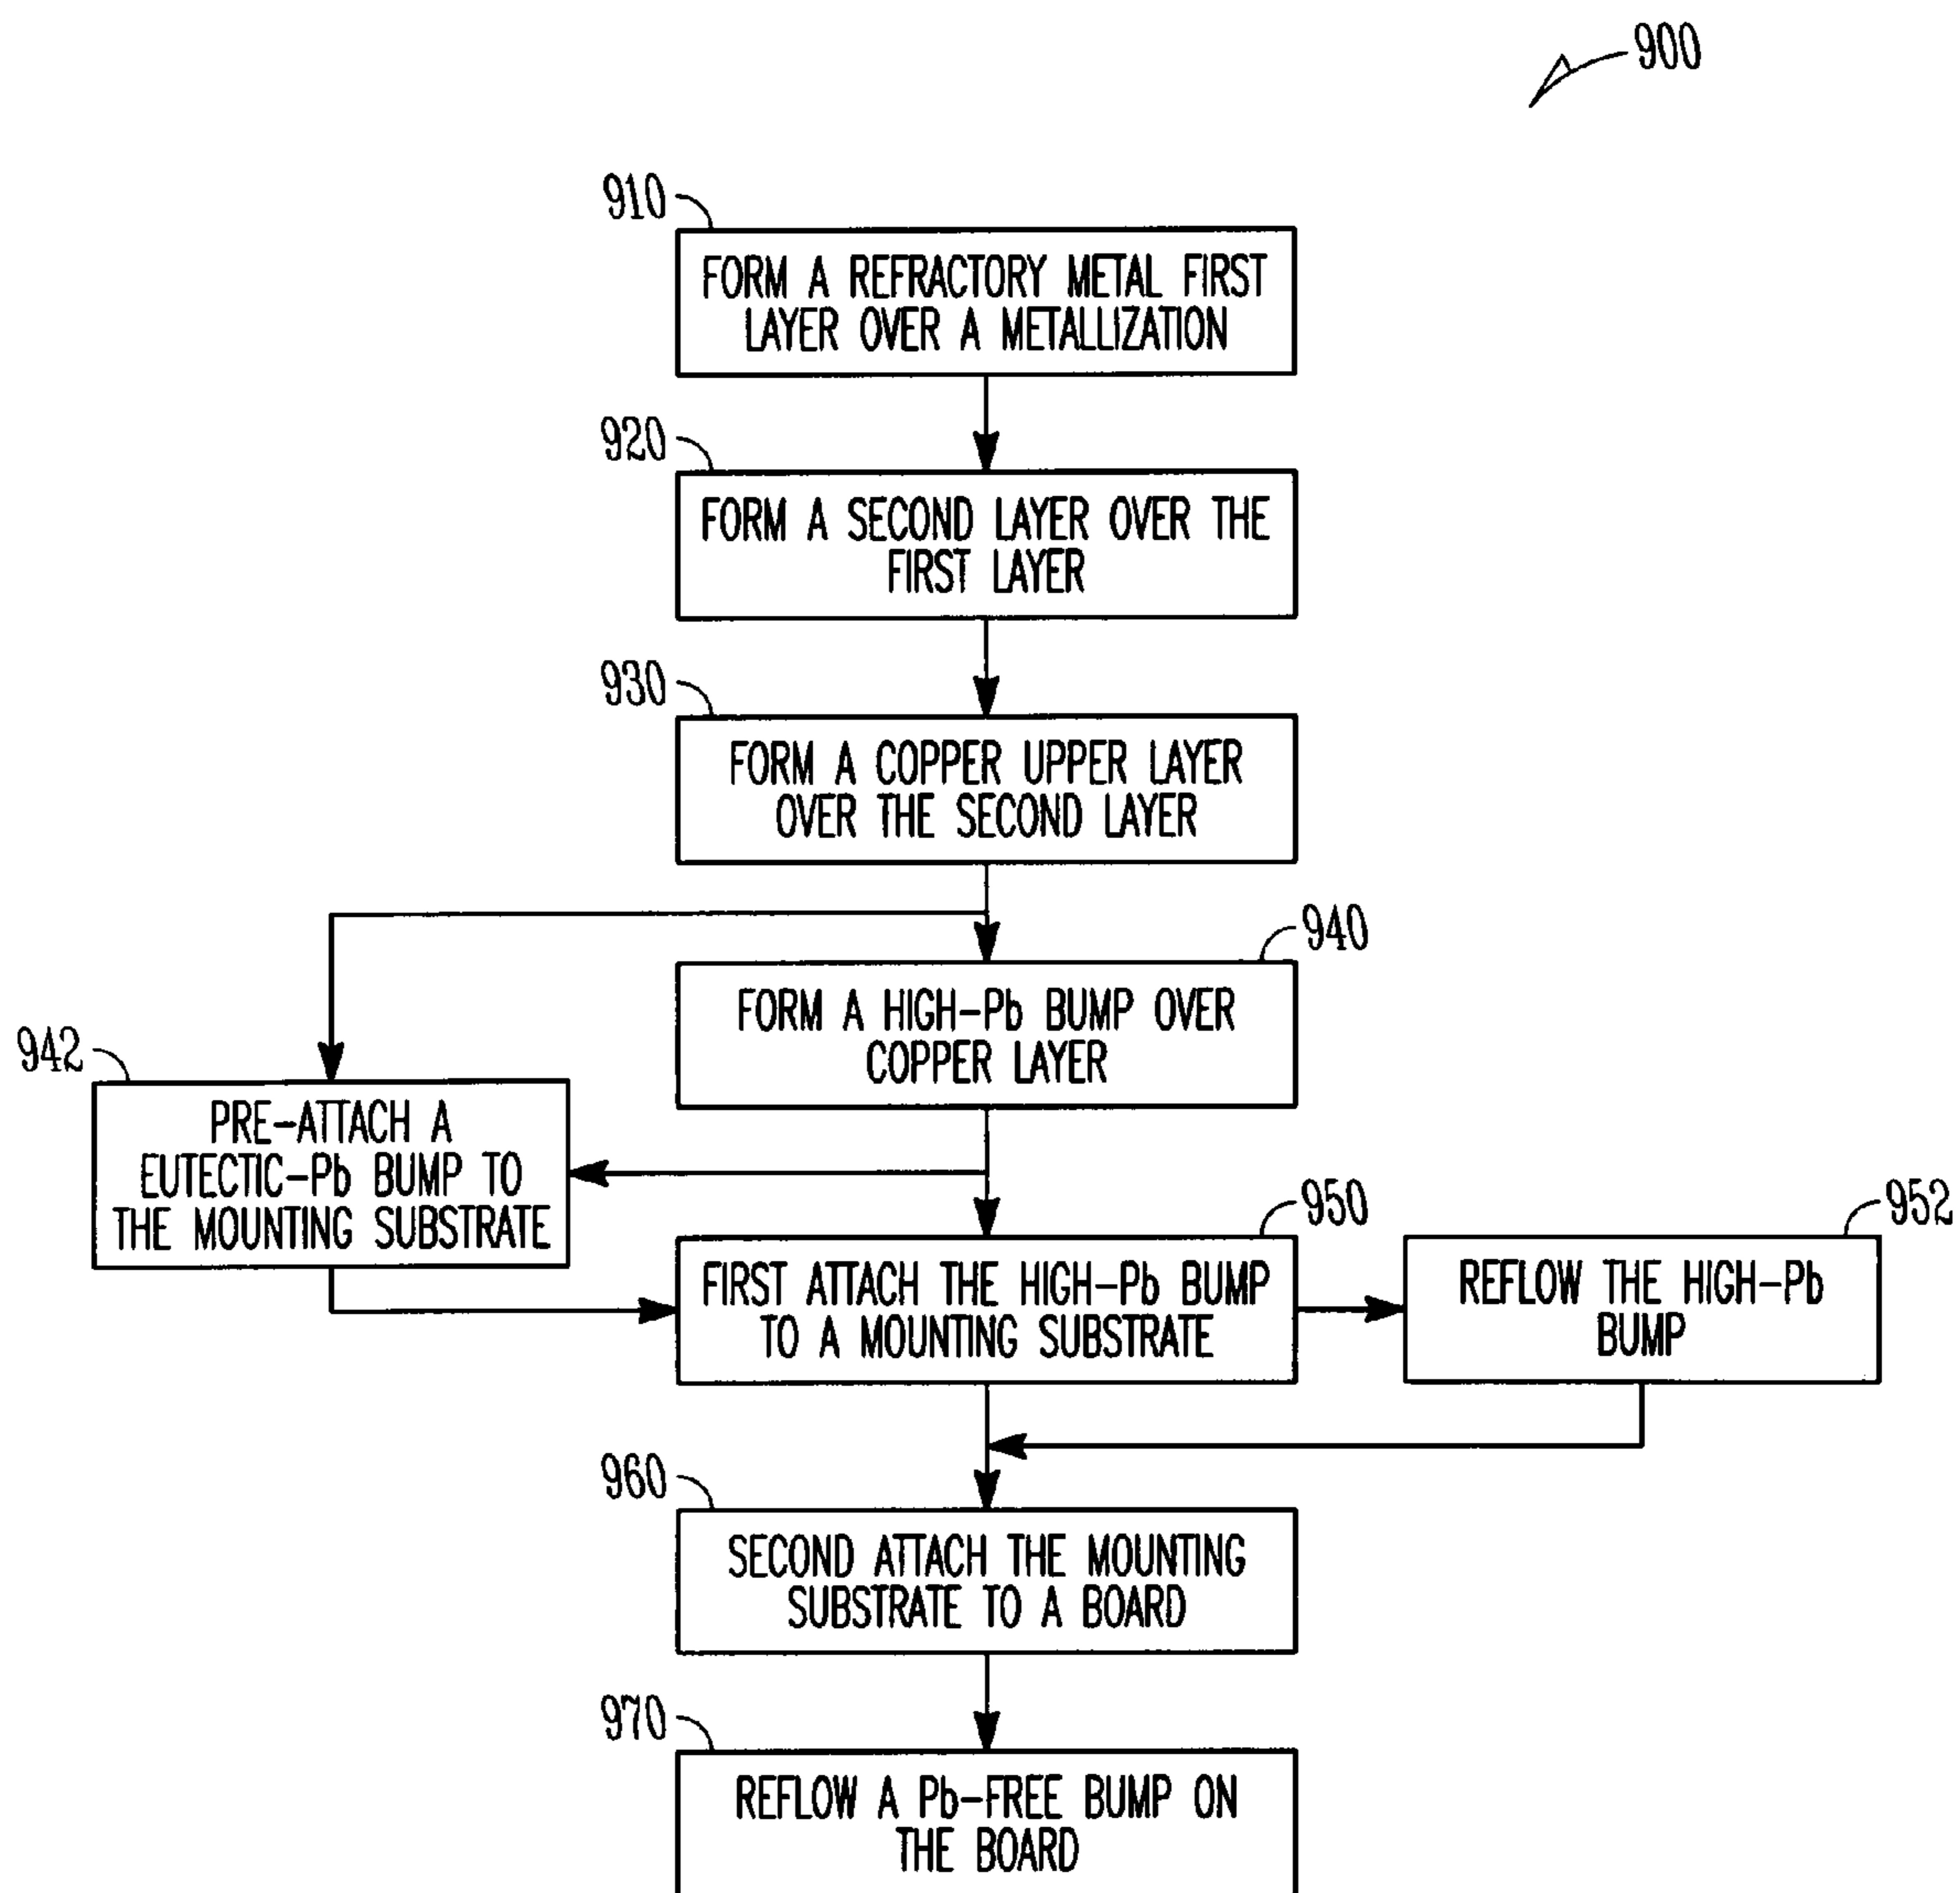 900
910
FORM A REFRACTORY METAL FIRST
LAYER OVER A METALLIZATION
920
FORM A SECOND LAYER OVER THE
FIRST LAYER
930
FORM A COPPER UPPER LAYER
OVER THE SECOND LAYER
940
FORM A HIGH-Pb BUMP OVER
COPPER LAYER
942
PRE-ATTACH A
EUTECTIC-Pb BUMP TO
THE MOUNTING SUBSTRATE
950
FIRST ATTACH THE HIGH-Pb BUMP
TO A MOUNTING SUBSTRATE
952
REFLOW THE HIGH-Pb
BUMP
960
SECOND ATTACH THE MOUNTING
SUBSTRATE TO A BOARD
970
REFLOW A Pb-FREE BUMP ON
THE BOARD